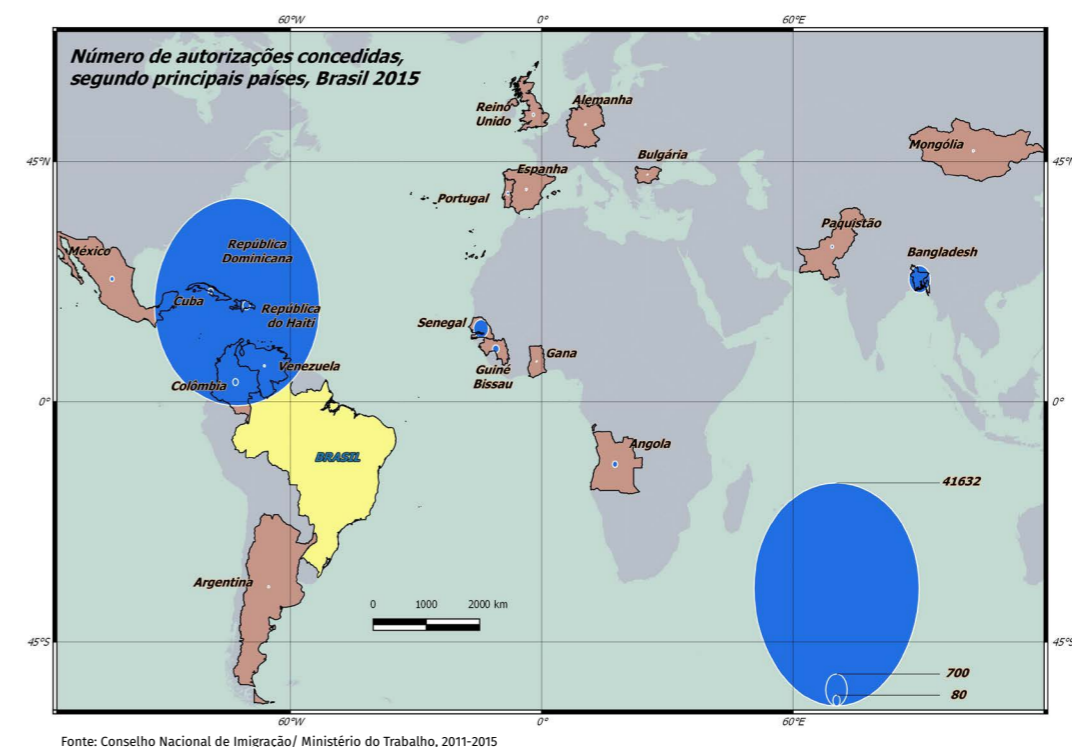 60°W 0° 60°E
Número de autorizações concedidas,
segundo principais países, Brasil 2015
Reino
Unido
Alemanha
Mongólia
45°N 45°N
Bulgária
Espanha
Portugal
Paquistão
República
Dominicana
México
Bangladesh
Cuba
República
do Haiti
Senegal
Gana
Guiné
Bissau
Venezuela
Colômbia
0° 0°
Angola
BRASIL
41632
Argentina
0 1000 2000 km
45°S 45°S
700
80
60°W 0° 60°E
Fonte: Conselho Nacional de Imigração/ Ministério do Trabalho, 2011-2015